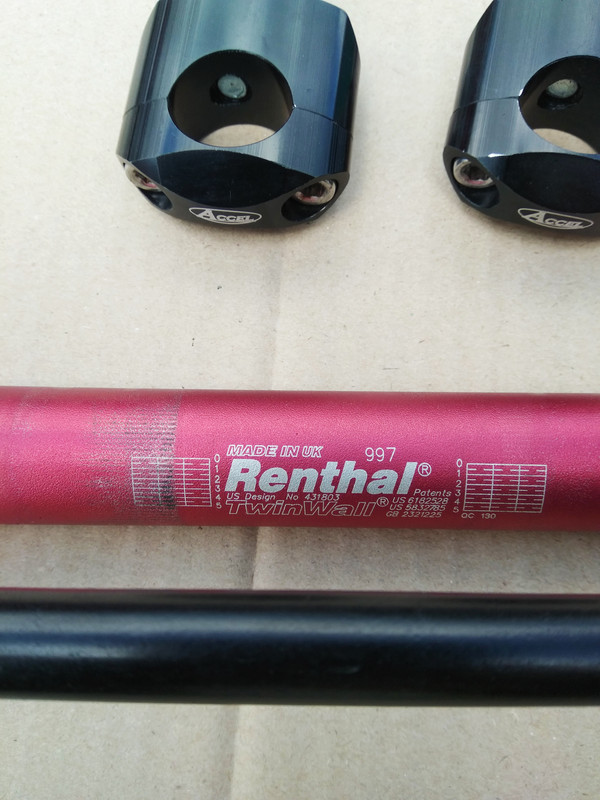 ACCEL
ACCEL
MADE IN UK 997
Renthal®
US Design No 431803
TwinWall®
Patents
US 6182528
US 5832785
GB 2321225
0
1
2
3
4
5
0
1
2
3
4
5
QC 130